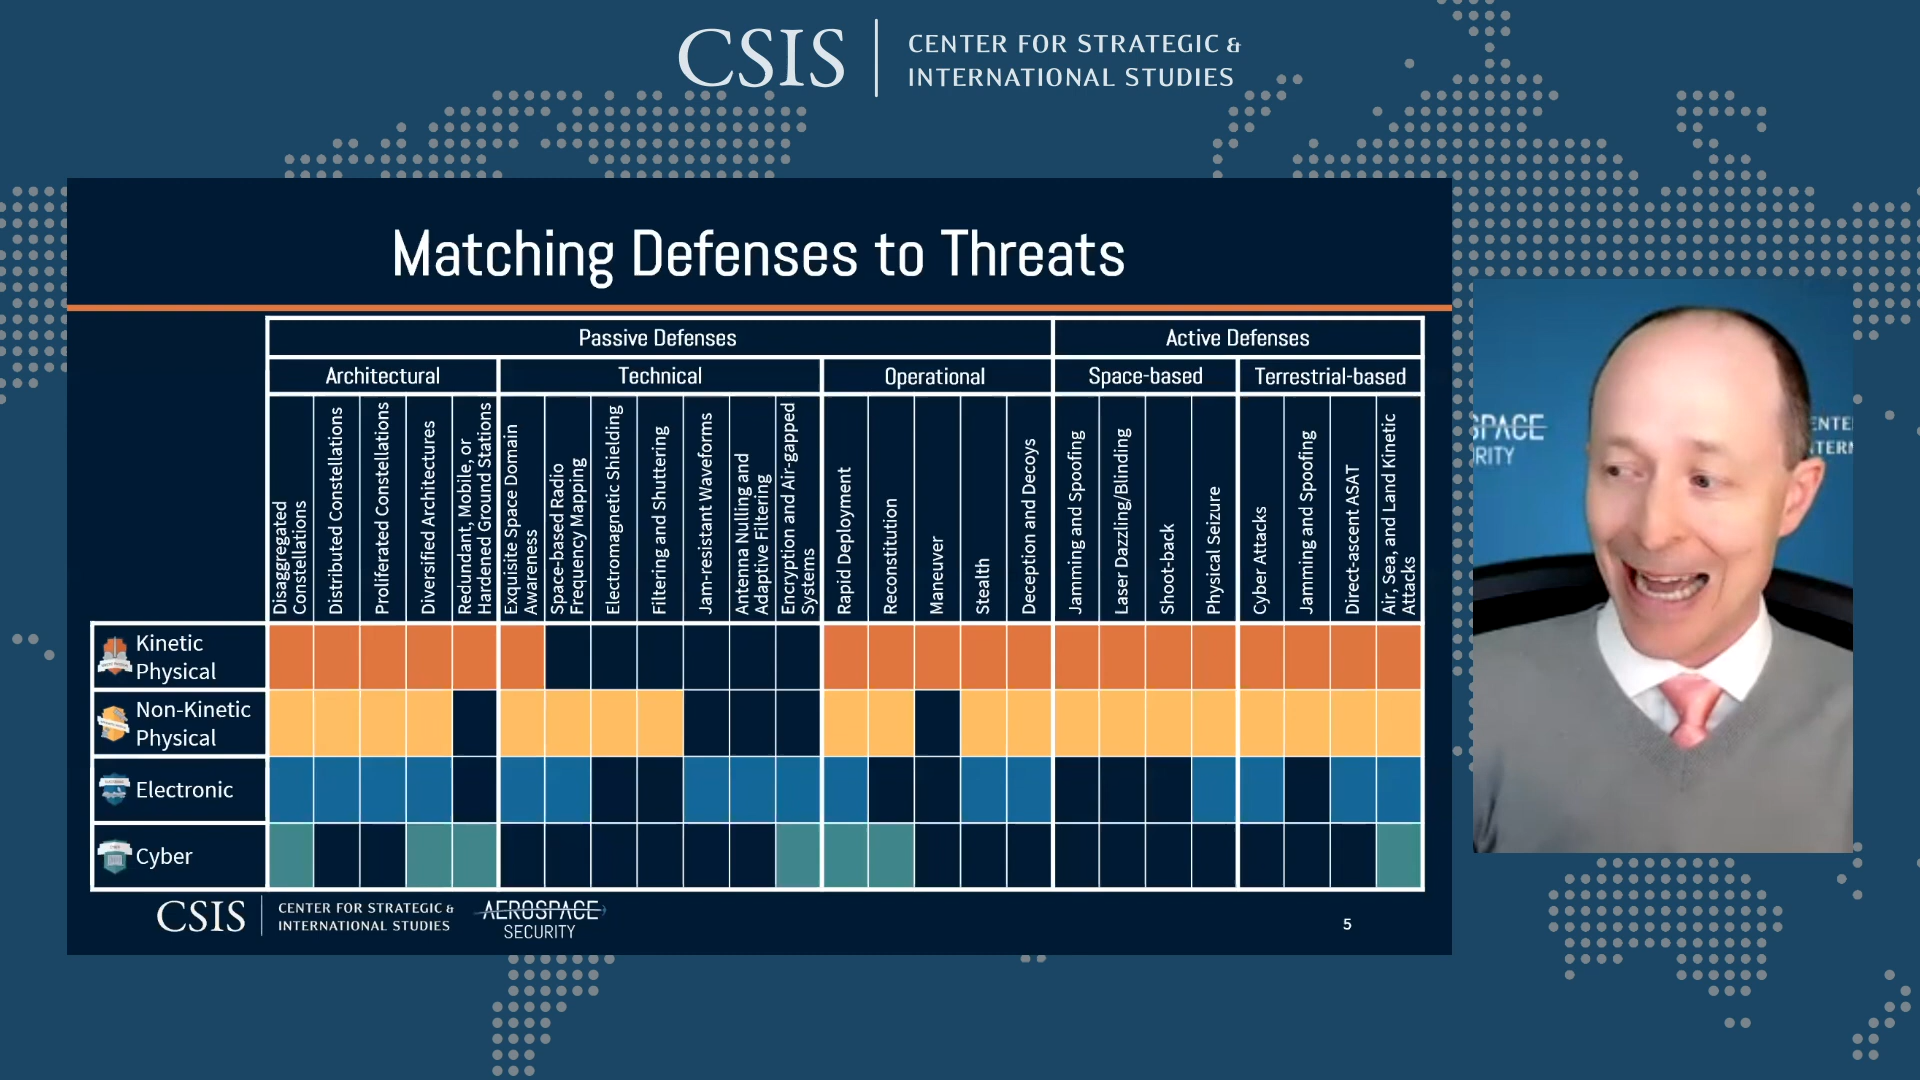 CSIS
CENTER FOR STRATEGIC &
INTERNATIONAL STUDIES
Matching Defenses to Threats
Passive Defenses
Active Defenses
Architectural
Technical
Operational
Space-based
Terrestrial-based
Disaggregated
Constellations
Distributed Constellations
Proliferated Constellations
Diversified Architectures
Redundant, Mobile, or
Hardened Ground Stations
Exquisite Space Domain
Awareness
Space-based Radio
Frequency Mapping
Electromagnetic Shielding
Filtering and Shuttering
Jam-resistant Waveforms
Antenna Nulling and
Adaptive Filtering
Encryption and Air-gapped
Systems
Rapid Deployment
Reconstitution
Maneuver
Stealth
Deception and Decoys
Jamming and Spoofing
Laser Dazzling/Blinding
Shoot-back
Physical Seizure
Cyber Attacks
Jamming and Spoofing
Direct-ascent ASAT
Air, Sea, and Land Kinetic
Attacks
Kinetic
Physical
Non-Kinetic
Physical
Electronic
Cyber
CSIS
CENTER FOR STRATEGIC &
INTERNATIONAL STUDIES
AEROSPACE
SECURITY
5
SPACE
RITY
ENTE
TERN